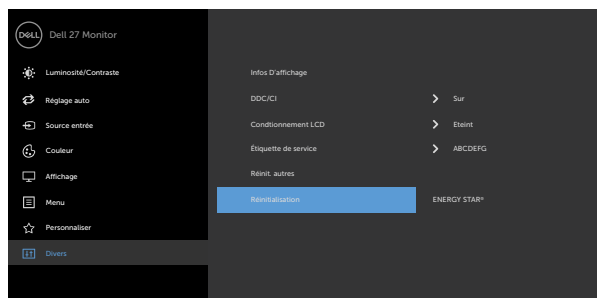 DELL Dell 27 Monitor
Luminosité/Contraste
Réglage auto
Source entrée
Couleur
Affichage
Menu
Personnaliser
Divers
Infos D'affichage
DDC/CI Sur
Condtionnement LCD Eteint
Étiquette de service ABCDEFG
Réinit. autres
Réinitialisation ENERGY STAR®